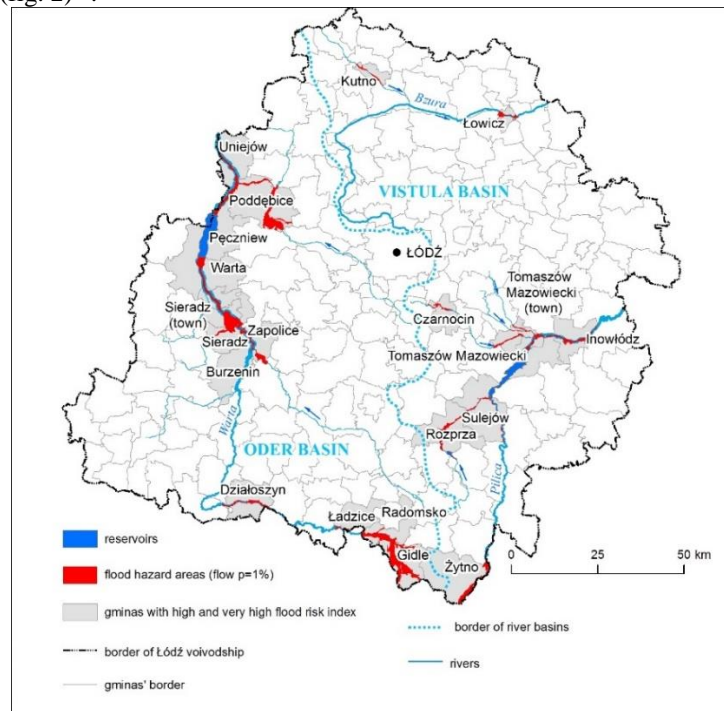 Kutno
Bzura
Łowicz
Uniejów
VISTULA BASIN
Poddębice
Pęczniew
ŁÓDŹ
Warta
Tomaszów
Mazowiecki
(town)
Sieradz
(town)
Czarnocin
Zapolice
Inowłódz
Sieradz
Tomaszów Mazowiecki
Burzenin
Warta
Sulejów
Rozprza
ODER BASIN
Pilica
Działoszyn
Radomsko
Ładzice
Gidle
Żytno
0 25 50 km
reservoirs
flood hazard areas (flow p=1%)
gminas with high and very high flood risk index
border of river basins
border of Łódź voivodship
rivers
gminas' border